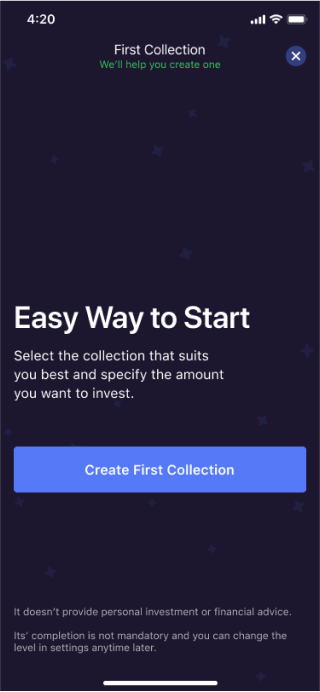 4:20
First Collection
We'll help you create one
Easy Way to Start
Select the collection that suits
you best and specify the amount
you want to invest.
Create First Collection
It doesn't provide personal investment or financial advice.
Its' completion is not mandatory and you can change the
level in settings anytime later.